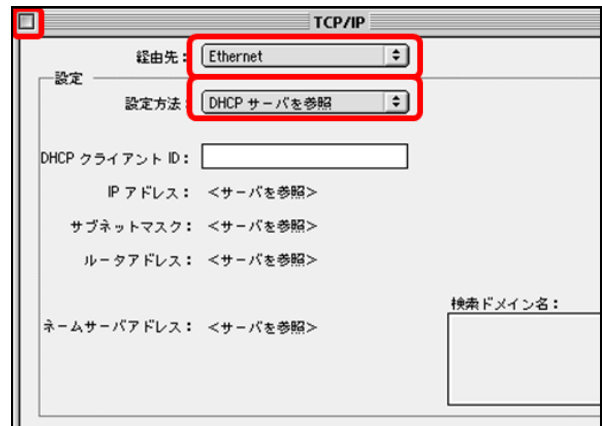 TCP/IP
経由先: Ethernet
設定
設定方法: DHCP サーバを参照
DHCP クライアント ID:
IP アドレス: <サーバを参照>
サブネットマスク: <サーバを参照>
ルータアドレス: <サーバを参照>
検索ドメイン名:
ネームサーバアドレス: <サーバを参照>